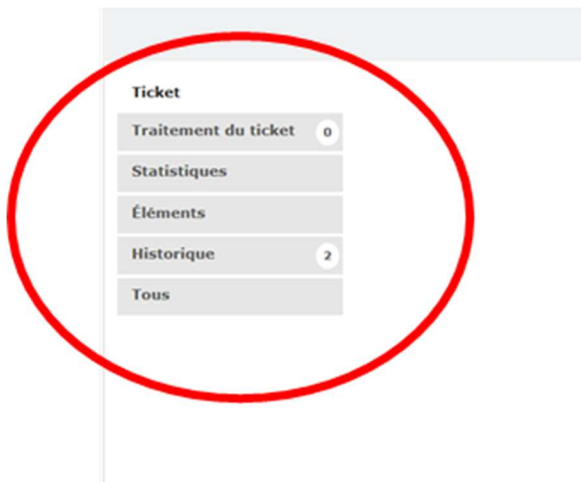 Ticket
Traitement du ticket 0
Statistiques
Éléments
Historique 2
Tous